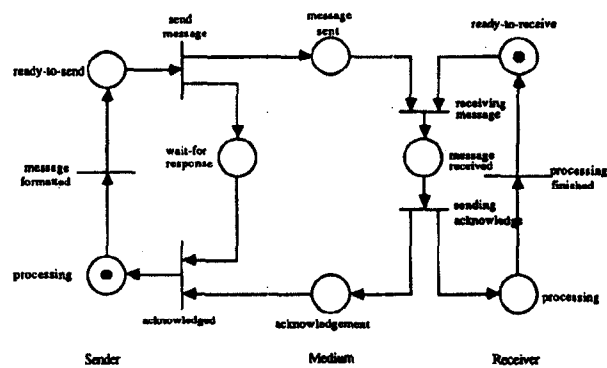 send
message
message
sent
ready-to-receive
ready-to-send
receiving
message
wait-for
response
message
received
message
formatted
processing
finished
sending
acknowledge
processing
processing
acknowledged
acknowledgement
Sender
Medium
Receiver